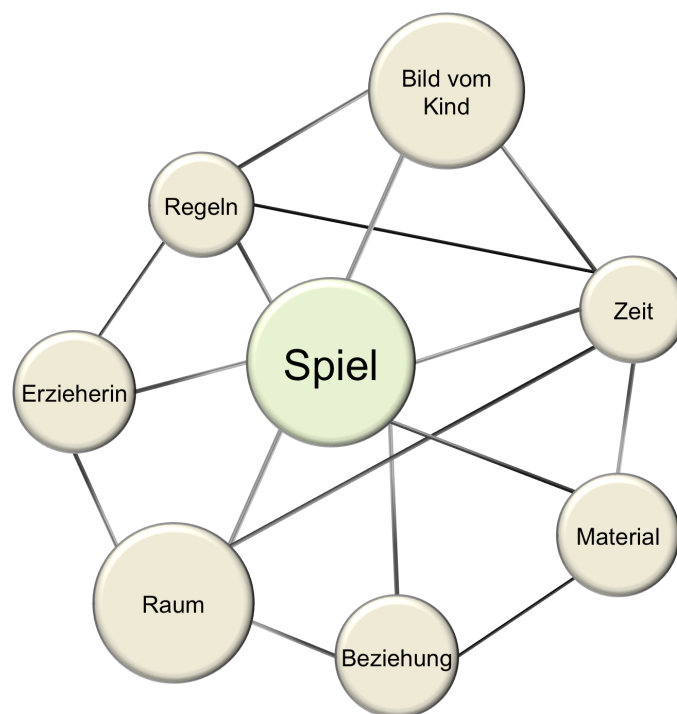 Bild vom
Kind
Regeln
Zeit
Spiel
Erzieherin
Material
Raum
Beziehung